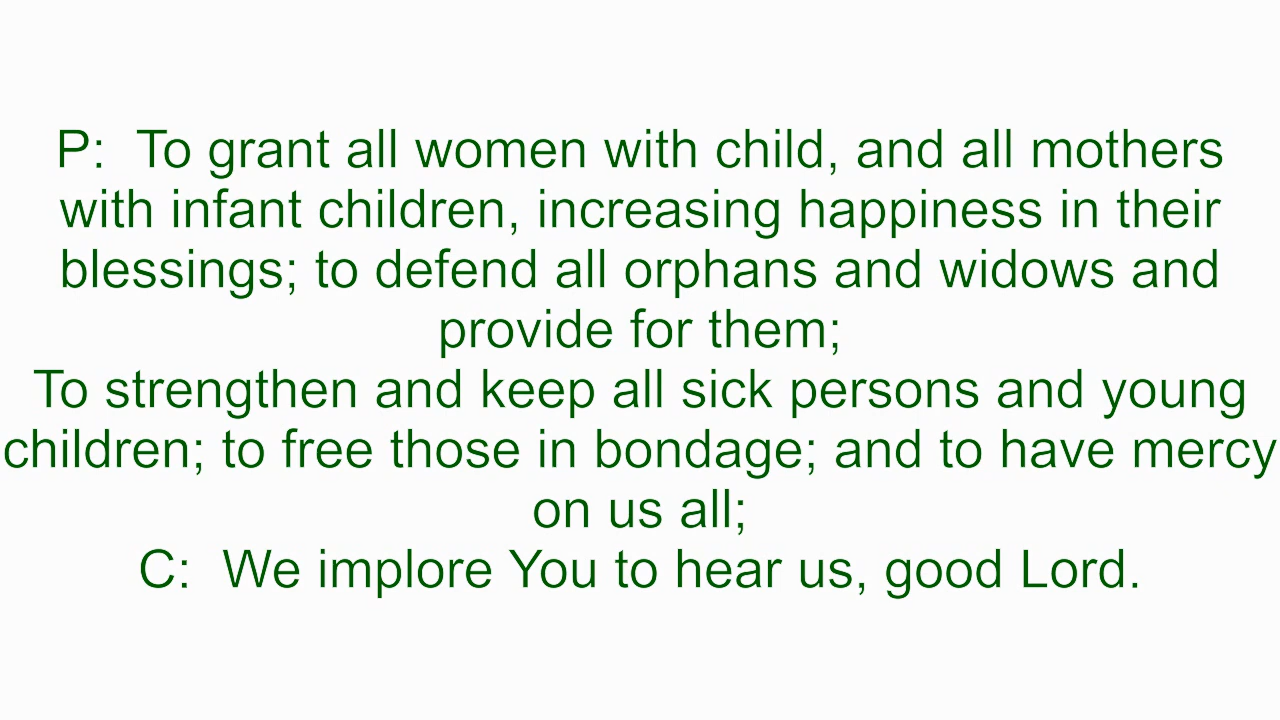 P:  To grant all women with child, and all mothers
with infant children, increasing happiness in their
blessings; to defend all orphans and widows and
provide for them;
To strengthen and keep all sick persons and young
children; to free those in bondage; and to have mercy
on us all;
C:  We implore You to hear us, good Lord.